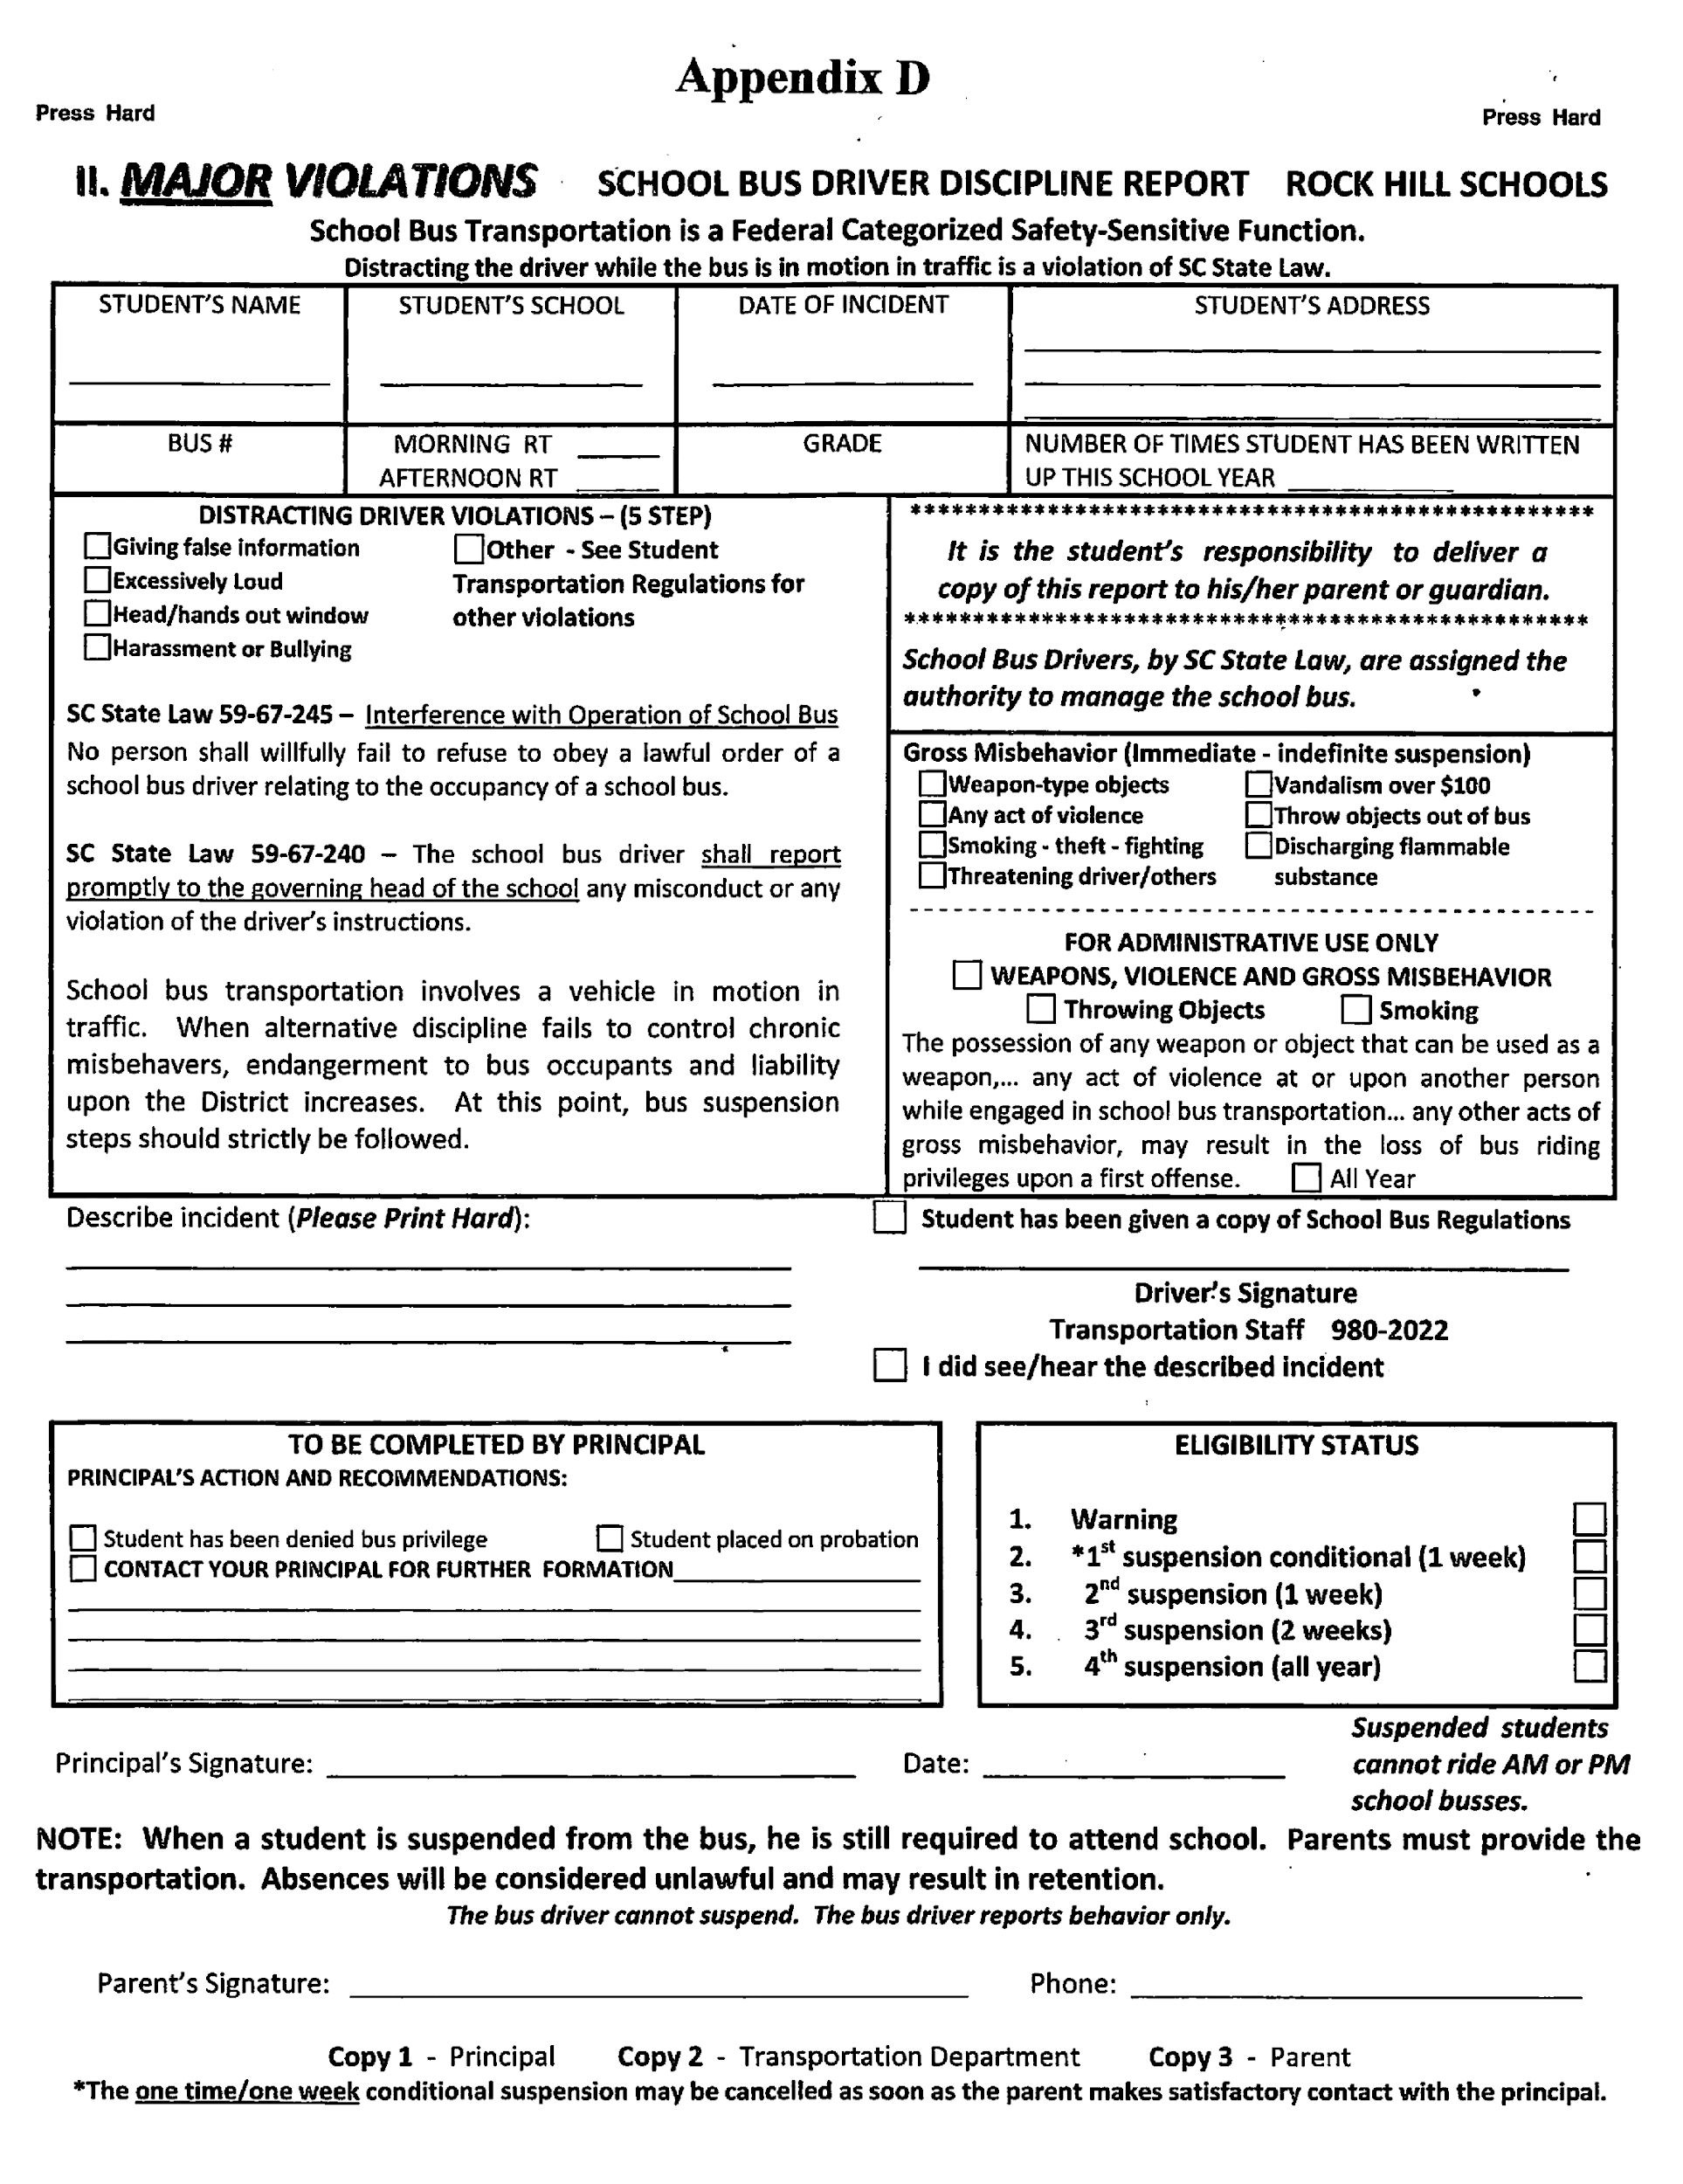 Appendix D
Press Hard
Press Hard
II. MAJOR VIOLATIONS SCHOOL BUS DRIVER DISCIPLINE REPORT ROCK HILL SCHOOLS
School Bus Transportation is a Federal Categorized Safety-Sensitive Function.
Distracting the driver while the bus is in motion in traffic is a violation of SC State Law.
STUDENT'S NAME
STUDENT'S SCHOOL
DATE OF INCIDENT
STUDENT'S ADDRESS
BUS #
MORNING RT
AFTERNOON RT
GRADE
NUMBER OF TIMES STUDENT HAS BEEN WRITTEN
UP THIS SCHOOL YEAR
DISTRACTING DRIVER VIOLATIONS – (5 STEP)
Giving false information
Excessively Loud
Head/hands out window
Harassment or Bullying
Other - See Student
Transportation Regulations for
other violations
SC State Law 59-67-245 – Interference with Operation of School Bus
No person shall willfully fail to refuse to obey a lawful order of a
school bus driver relating to the occupancy of a school bus.
SC State Law 59-67-240 – The school bus driver shall report
promptly to the governing head of the school any misconduct or any
violation of the driver's instructions.
School bus transportation involves a vehicle in motion in
traffic. When alternative discipline fails to control chronic
misbehavers, endangerment to bus occupants and liability
upon the District increases. At this point, bus suspension
steps should strictly be followed.
**************************************************
It is the student's responsibility to deliver a
copy of this report to his/her parent or guardian.
**************************************************
School Bus Drivers, by SC State Law, are assigned the
authority to manage the school bus.
Gross Misbehavior (Immediate - indefinite suspension)
Weapon-type objects
Any act of violence
Smoking - theft - fighting
Threatening driver/others
Vandalism over $100
Throw objects out of bus
Discharging flammable
substance
FOR ADMINISTRATIVE USE ONLY
WEAPONS, VIOLENCE AND GROSS MISBEHAVIOR
Throwing Objects Smoking
The possession of any weapon or object that can be used as a
weapon,... any act of violence at or upon another person
while engaged in school bus transportation... any other acts of
gross misbehavior, may result in the loss of bus riding
privileges upon a first offense. All Year
Describe incident (Please Print Hard):
Student has been given a copy of School Bus Regulations
Driver's Signature
Transportation Staff 980-2022
I did see/hear the described incident
TO BE COMPLETED BY PRINCIPAL
PRINCIPAL'S ACTION AND RECOMMENDATIONS:
Student has been denied bus privilege Student placed on probation
CONTACT YOUR PRINCIPAL FOR FURTHER FORMATION
ELIGIBILITY STATUS
1. Warning
2. *1st suspension conditional (1 week)
3. 2nd suspension (1 week)
4. 3rd suspension (2 weeks)
5. 4th suspension (all year)
Principal's Signature:
Date:
Suspended students
cannot ride AM or PM
school busses.
NOTE: When a student is suspended from the bus, he is still required to attend school. Parents must provide the
transportation. Absences will be considered unlawful and may result in retention.
The bus driver cannot suspend. The bus driver reports behavior only.
Parent's Signature:
Phone:
Copy 1 - Principal Copy 2 - Transportation Department Copy 3 - Parent
*The one time/one week conditional suspension may be cancelled as soon as the parent makes satisfactory contact with the principal.